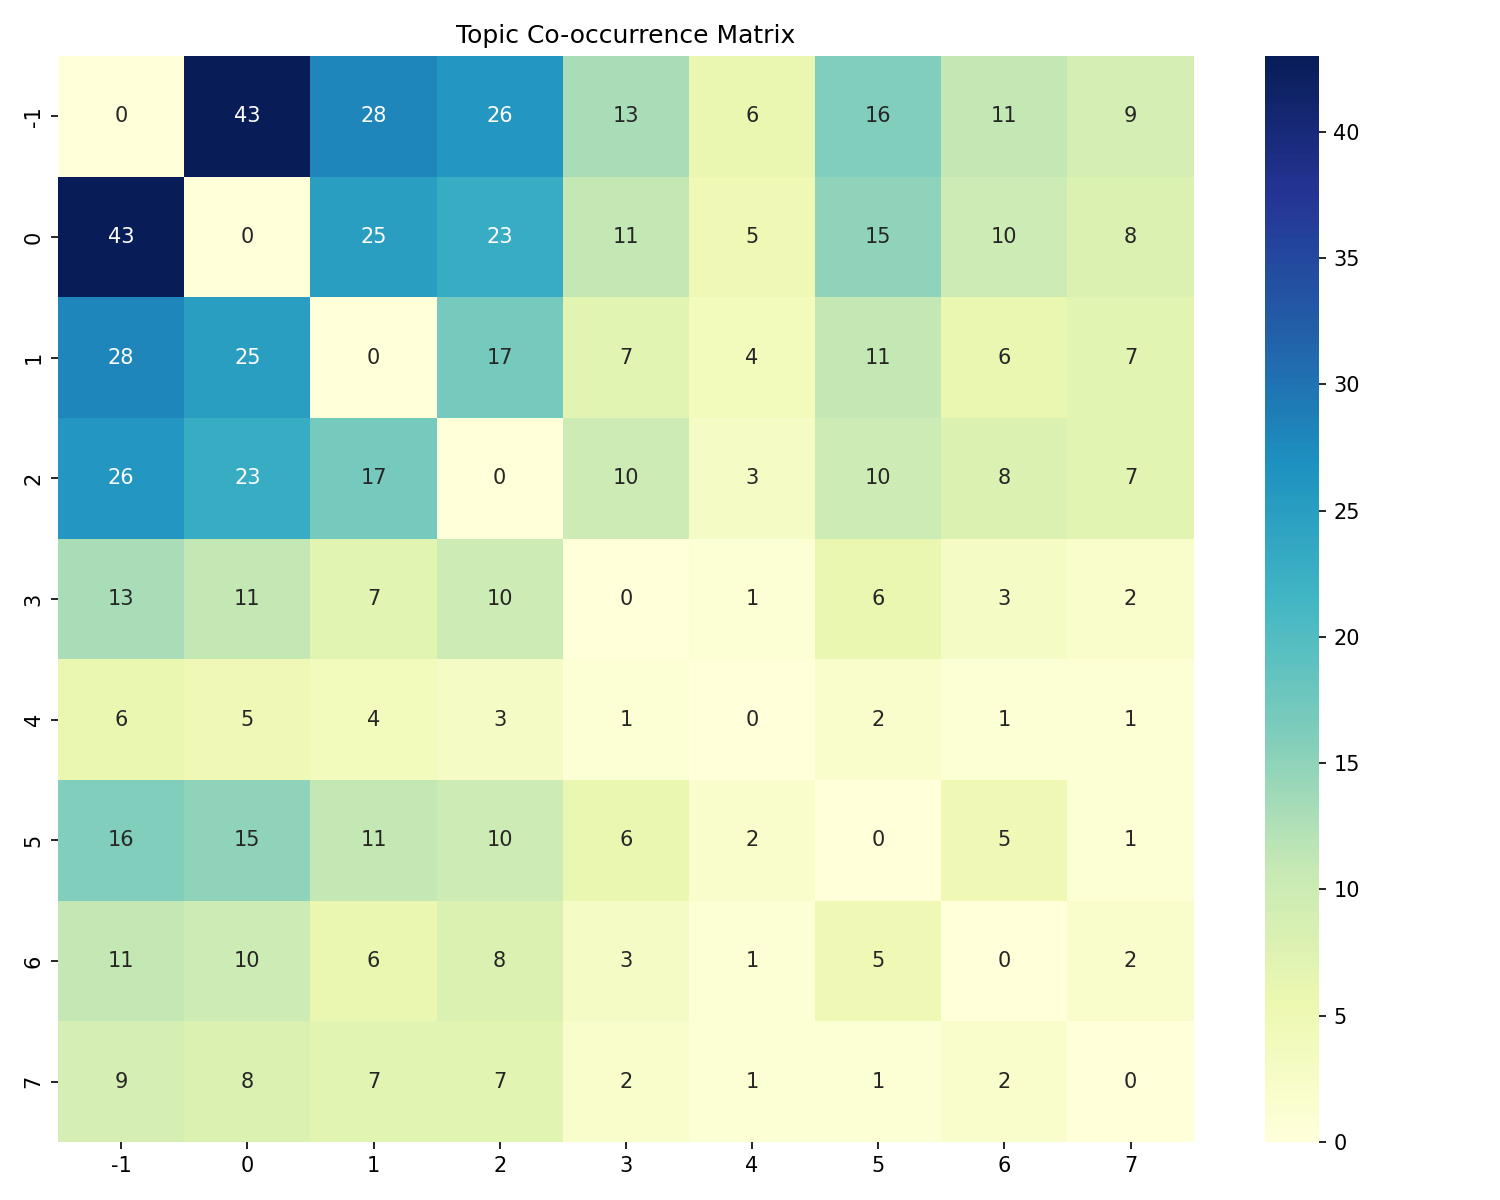 Topic Co-occurrence Matrix
-1 0 43 28 26 13 6 16 11 9
0 43 0 25 23 11 5 15 10 8
1 28 25 0 17 7 4 11 6 7
2 26 23 17 0 10 3 10 8 7
3 13 11 7 10 0 1 6 3 2
4 6 5 4 3 1 0 2 1 1
5 16 15 11 10 6 2 0 5 1
6 11 10 6 8 3 1 5 0 2
7 9 8 7 7 2 1 1 2 0
-1 0 1 2 3 4 5 6 7
40
35
30
25
20
15
10
5
0